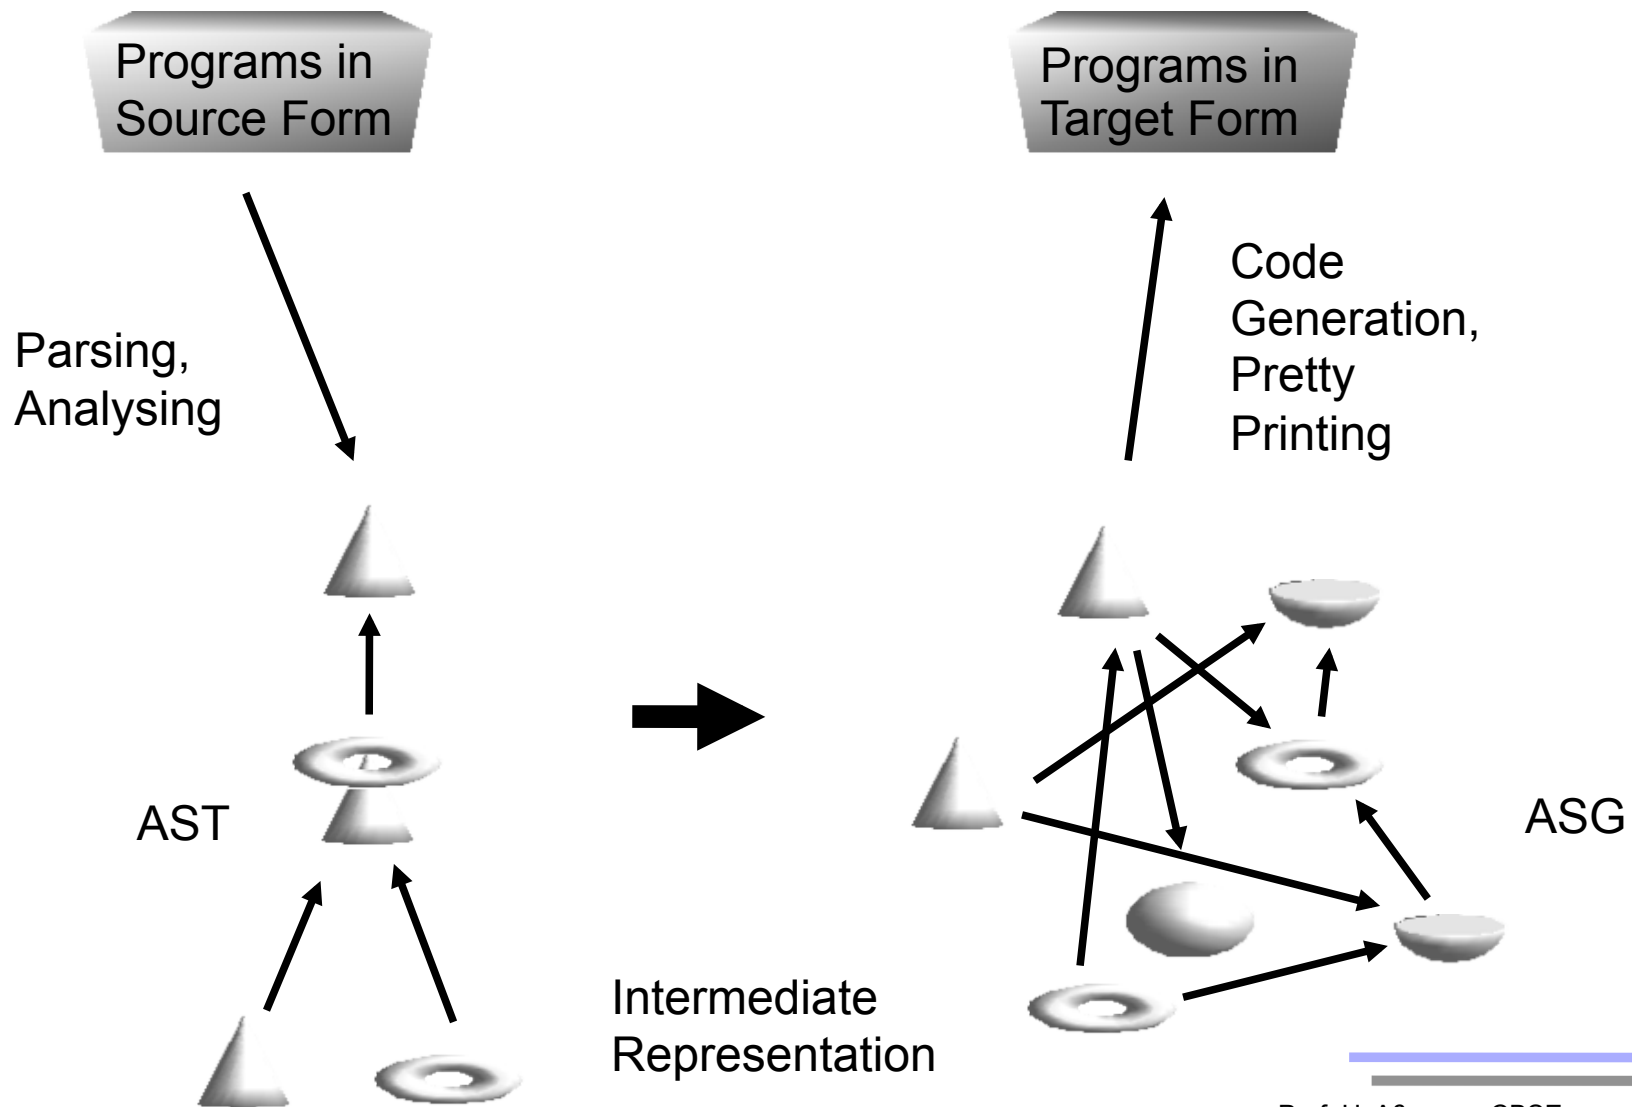 Programs in
Source Form
Programs in
Target Form
Parsing,
Analysing
Code
Generation,
Pretty
Printing
AST
ASG
Intermediate
Representation